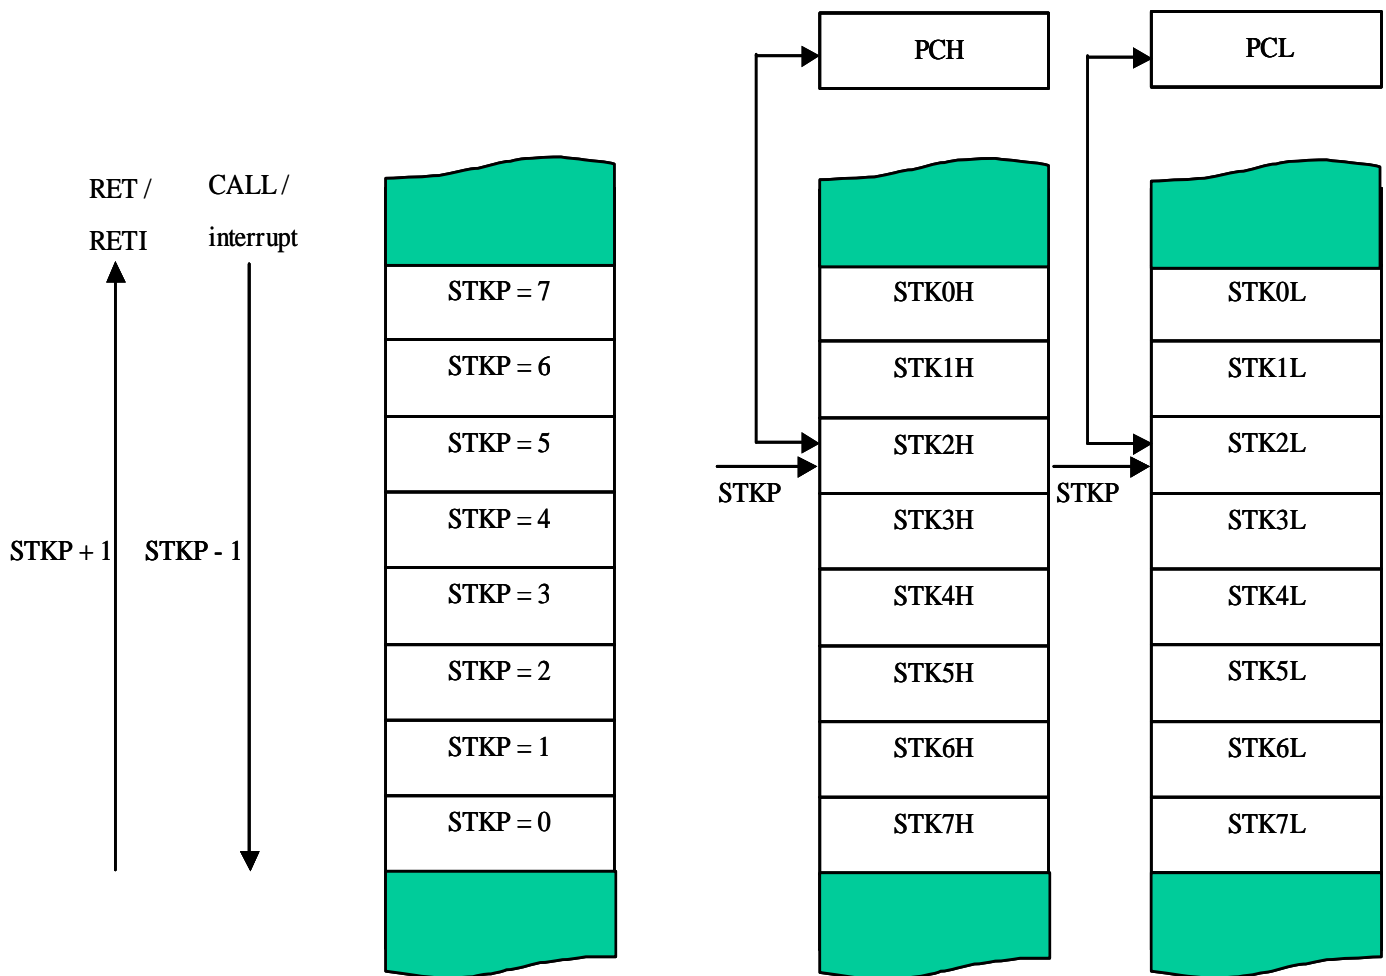 PCH
PCL
RET /
RETI
CALL /
interrupt
STKP + 1
STKP - 1
STKP = 7
STKP = 6
STKP = 5
STKP = 4
STKP = 3
STKP = 2
STKP = 1
STKP = 0
STKP
STK0H
STK1H
STK2H
STK3H
STK4H
STK5H
STK6H
STK7H
STKP
STK0L
STK1L
STK2L
STK3L
STK4L
STK5L
STK6L
STK7L